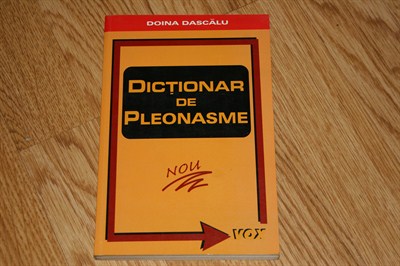 DOINA DASCĂLU
DICȚIONAR
DE
PLEONASME
NOU
VOX